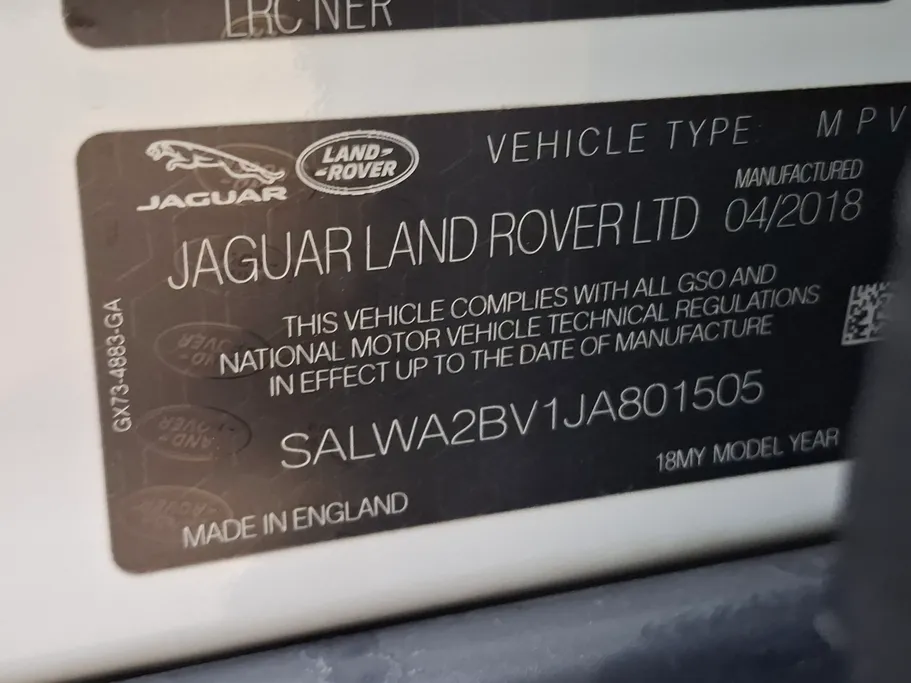 LRC NER
JAGUAR
LAND-
-ROVER
VEHICLE TYPE MPV
MANUFACTURED
JAGUAR LAND ROVER LTD 04/2018
THIS VEHICLE COMPLIES WITH ALL GSO AND
NATIONAL MOTOR VEHICLE TECHNICAL REGULATIONS
IN EFFECT UP TO THE DATE OF MANUFACTURE
GX73-4883-GA
SALWA2BV1JA801505
18MY MODEL YEAR
MADE IN ENGLAND